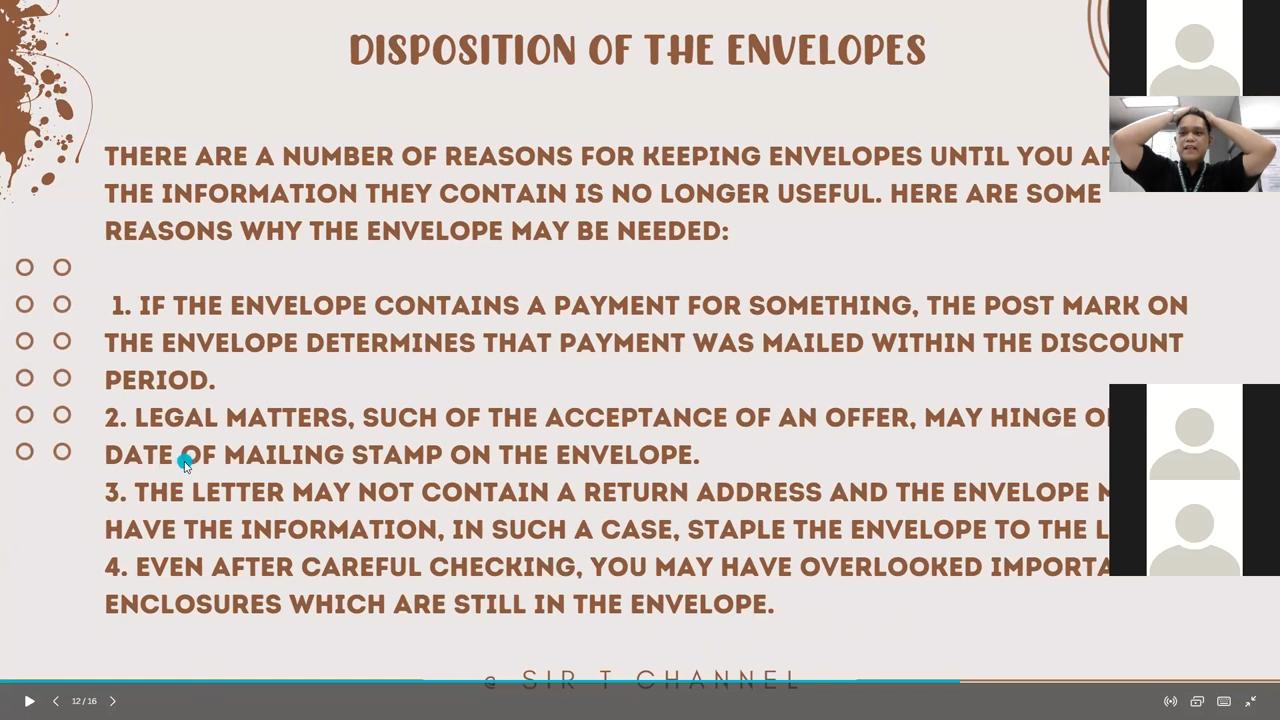 DISPOSITION OF THE ENVELOPES
THERE ARE A NUMBER OF REASONS FOR KEEPING ENVELOPES UNTIL YOU
THE INFORMATION THEY CONTAIN IS NO LONGER USEFUL. HERE ARE SOME
REASONS WHY THE ENVELOPE MAY BE NEEDED:
1. IF THE ENVELOPE CONTAINS A PAYMENT FOR SOMETHING, THE POST MARK ON
THE ENVELOPE DETERMINES THAT PAYMENT WAS MAILED WITHIN THE DISCOUNT
PERIOD.
2. LEGAL MATTERS, SUCH OF THE ACCEPTANCE OF AN OFFER, MAY HINGE
DATE OF MAILING STAMP ON THE ENVELOPE.
3. THE LETTER MAY NOT CONTAIN A RETURN ADDRESS AND THE ENVELOPE
HAVE THE INFORMATION, IN SUCH A CASE, STAPLE THE ENVELOPE TO THE
4. EVEN AFTER CAREFUL CHECKING, YOU MAY HAVE OVERLOOKED
ENCLOSURES WHICH ARE STILL IN THE ENVELOPE.
@ SIR T CHANNEL
12 / 16